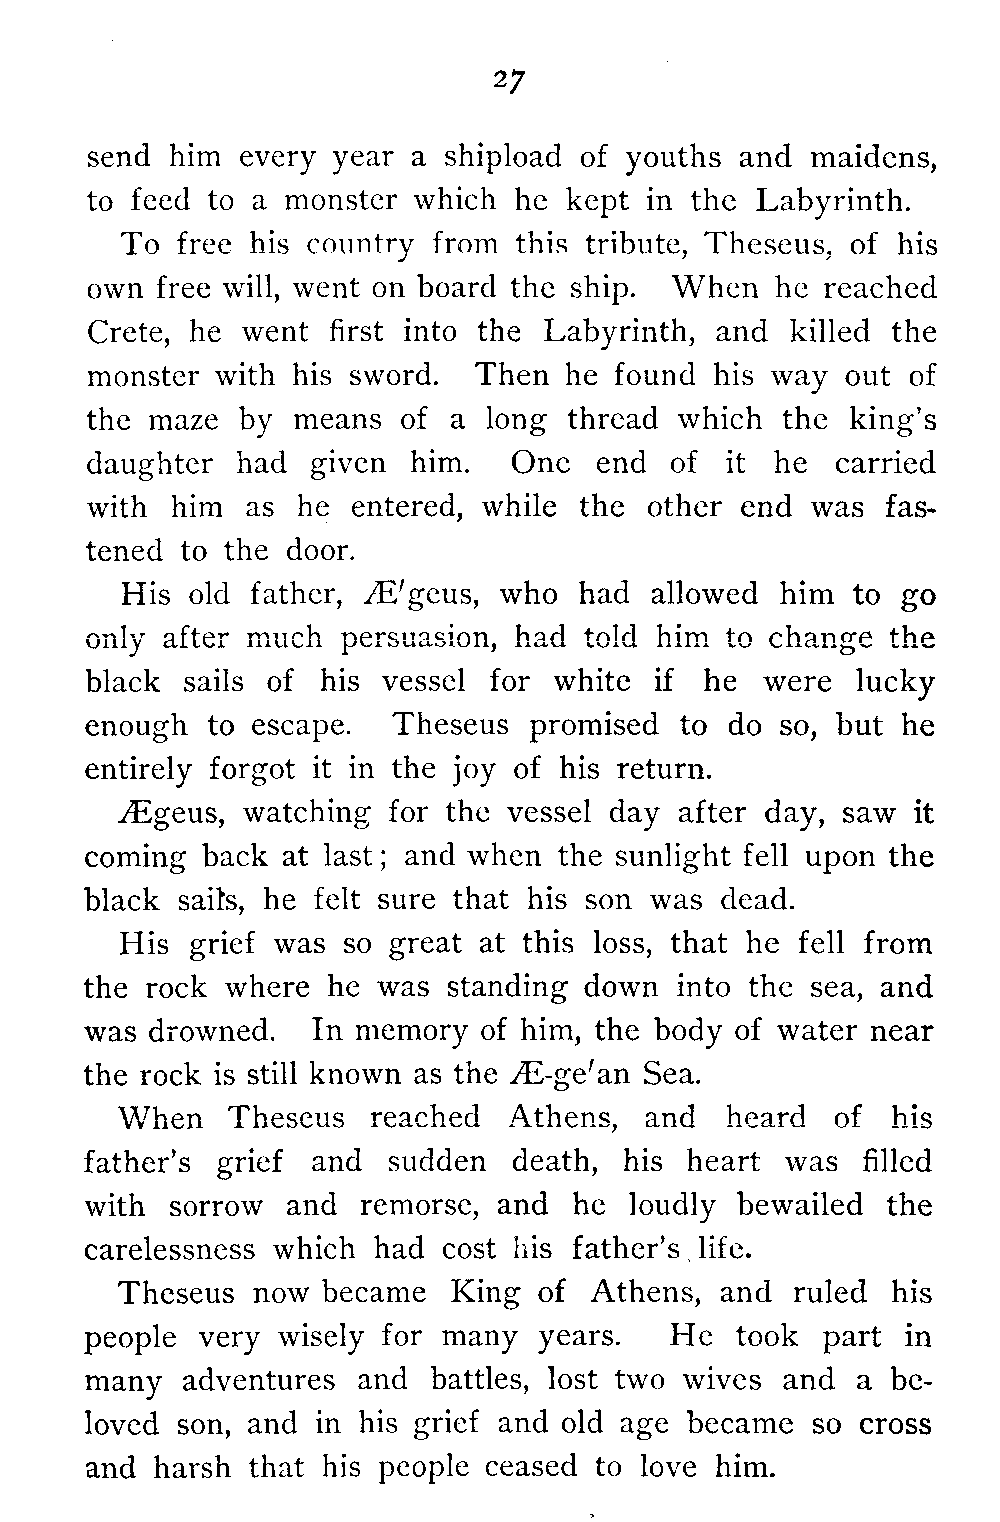 27
send him every year a shipload of youths and maidens,
to feed to a monster which he kept in the Labyrinth.
To free his country from this tribute, Theseus, of his
own free will, went on board the ship. When he reached
Crete, he went first into the Labyrinth, and killed the
monster with his sword. Then he found his way out of
the maze by means of a long thread which the king's
daughter had given him. One end of it he carried
with him as he entered, while the other end was fas-
tened to the door.
His old father, Æ'geus, who had allowed him to go
only after much persuasion, had told him to change the
black sails of his vessel for white if he were lucky
enough to escape. Theseus promised to do so, but he
entirely forgot it in the joy of his return.
Ægeus, watching for the vessel day after day, saw it
coming back at last; and when the sunlight fell upon the
black sails, he felt sure that his son was dead.
His grief was so great at this loss, that he fell from
the rock where he was standing down into the sea, and
was drowned. In memory of him, the body of water near
the rock is still known as the Æ-ge'an Sea.
When Theseus reached Athens, and heard of his
father's grief and sudden death, his heart was filled
with sorrow and remorse, and he loudly bewailed the
carelessness which had cost his father's life.
Theseus now became King of Athens, and ruled his
people very wisely for many years. He took part in
many adventures and battles, lost two wives and a be-
loved son, and in his grief and old age became so cross
and harsh that his people ceased to love him.